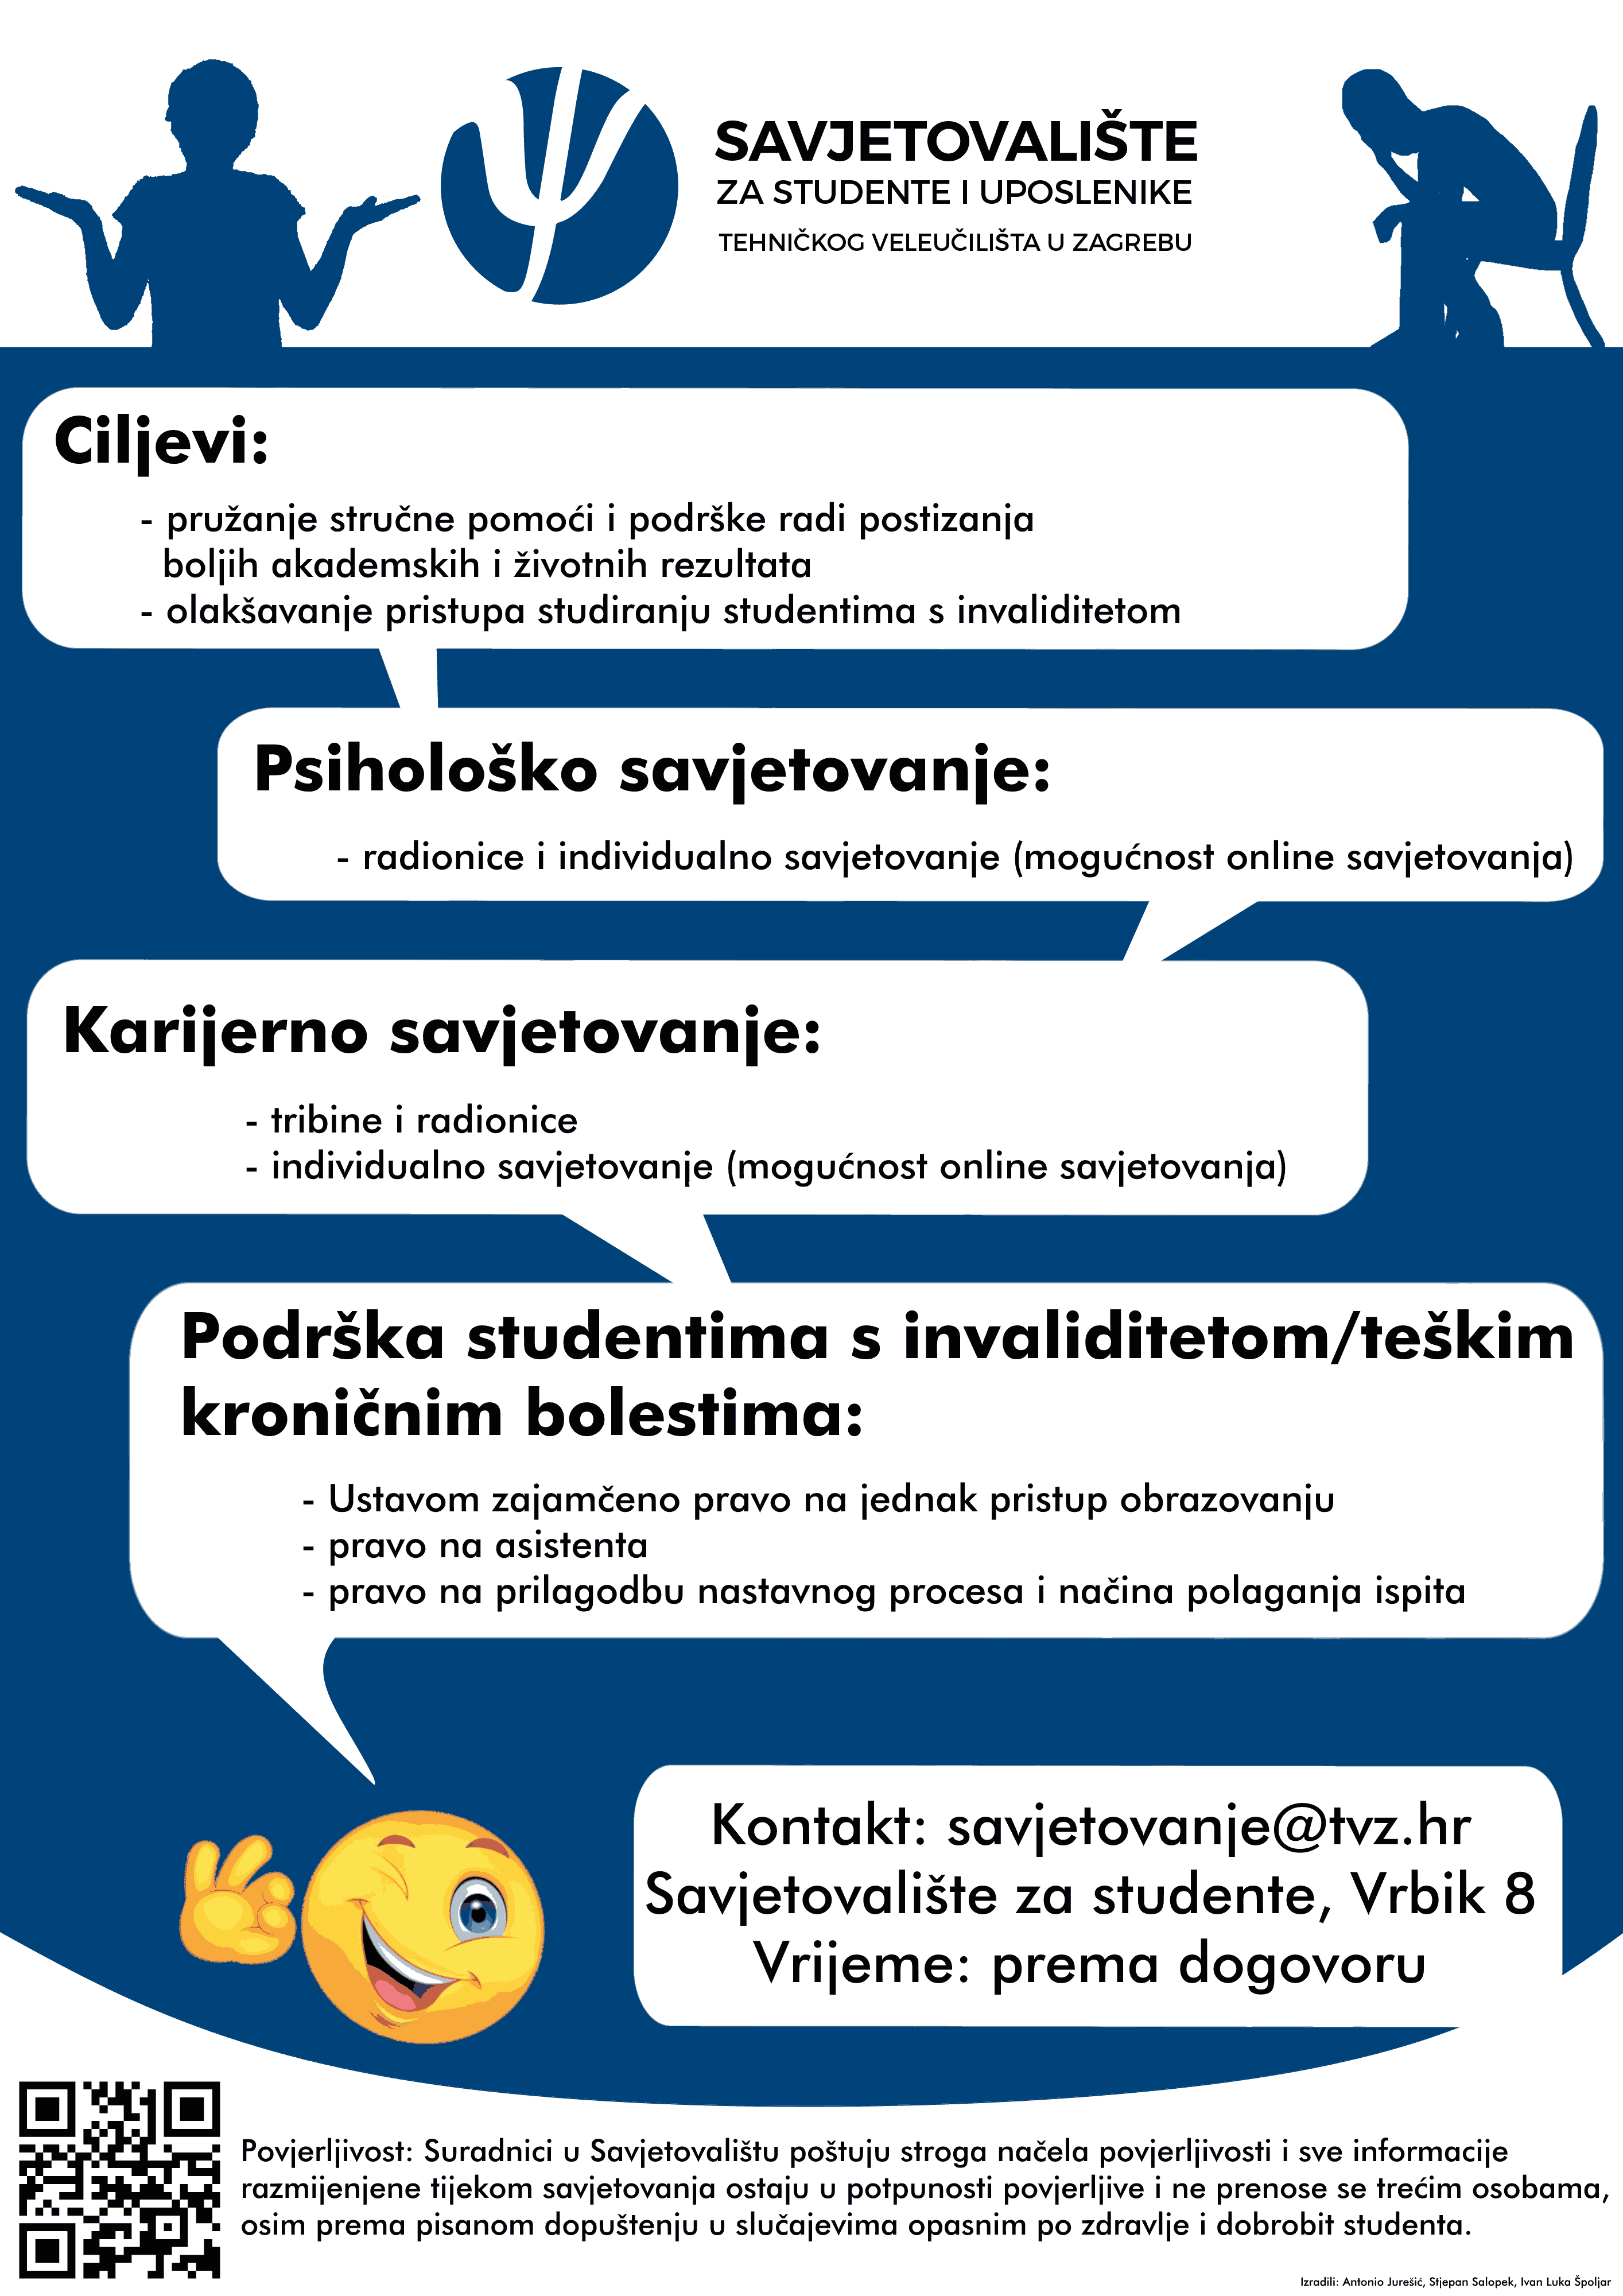 SAVJETOVALIŠTE
ZA STUDENTE I UPOSLENIKE
TEHNIČKOG VELEUČILIŠTA U ZAGREBU
Ciljevi:
- pružanje stručne pomoći i podrške radi postizanja
boljih akademskih i životnih rezultata
- olakšavanje pristupa studiranju studentima s invaliditetom
Psihološko savjetovanje:
- radionice i individualno savjetovanje (mogućnost online savjetovanja)
Karijerno savjetovanje:
- tribine i radionice
- individualno savjetovanje (mogućnost online savjetovanja)
Podrška studentima s invaliditetom/teškim
kroničnim bolestima:
- Ustavom zajamčeno pravo na jednak pristup obrazovanju
- pravo na asistenta
- pravo na prilagodbu nastavnog procesa i načina polaganja ispita
Kontakt: savjetovanje@tvz.hr
Savjetovalište za studente, Vrbik 8
Vrijeme: prema dogovoru
Povjerljivost: Suradnici u Savjetovalištu poštuju stroga načela povjerljivosti i sve informacije
razmijenjene tijekom savjetovanja ostaju u potpunosti povjerljive i ne prenose se trećim osobama,
osim prema pisanom dopuštenju u slučajevima opasnim po zdravlje i dobrobit studenta.
Izradili: Antonio Jurešić, Stjepan Salopek, Ivan Luka Špoljar